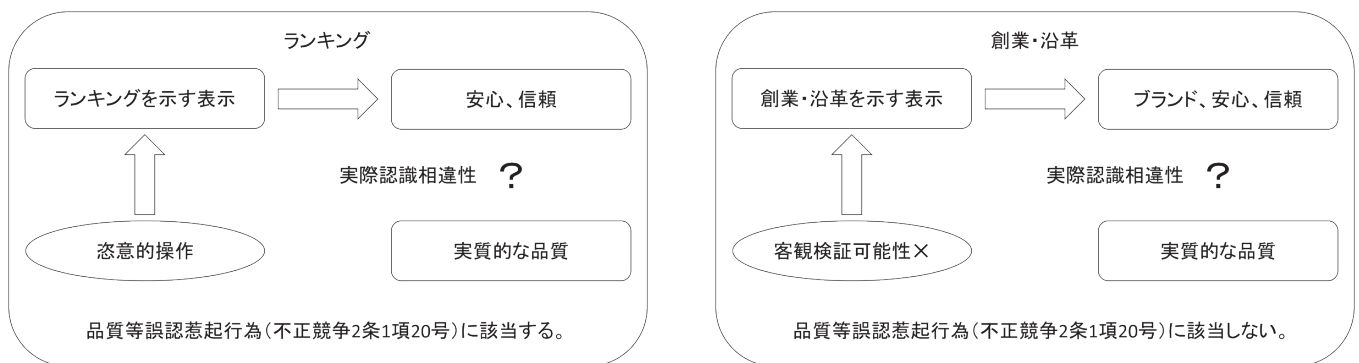 ランキング
ランキングを示す表示
安心、信頼
実際認識相違性 ?
恣意的操作
実質的な品質
品質等誤認惹起行為(不正競争2条1項20号)に該当する。
創業・沿革
創業・沿革を示す表示
ブランド、安心、信頼
実際認識相違性 ?
客観検証可能性×
実質的な品質
品質等誤認惹起行為(不正競争2条1項20号)に該当しない。